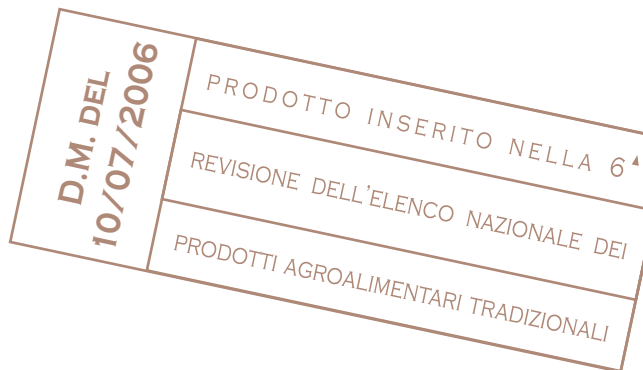 D.M. DEL
10/07/2006
PRODOTTO INSERITO NELLA 6ª
REVISIONE DELL'ELENCO NAZIONALE DEI
PRODOTTI AGROALIMENTARI TRADIZIONALI